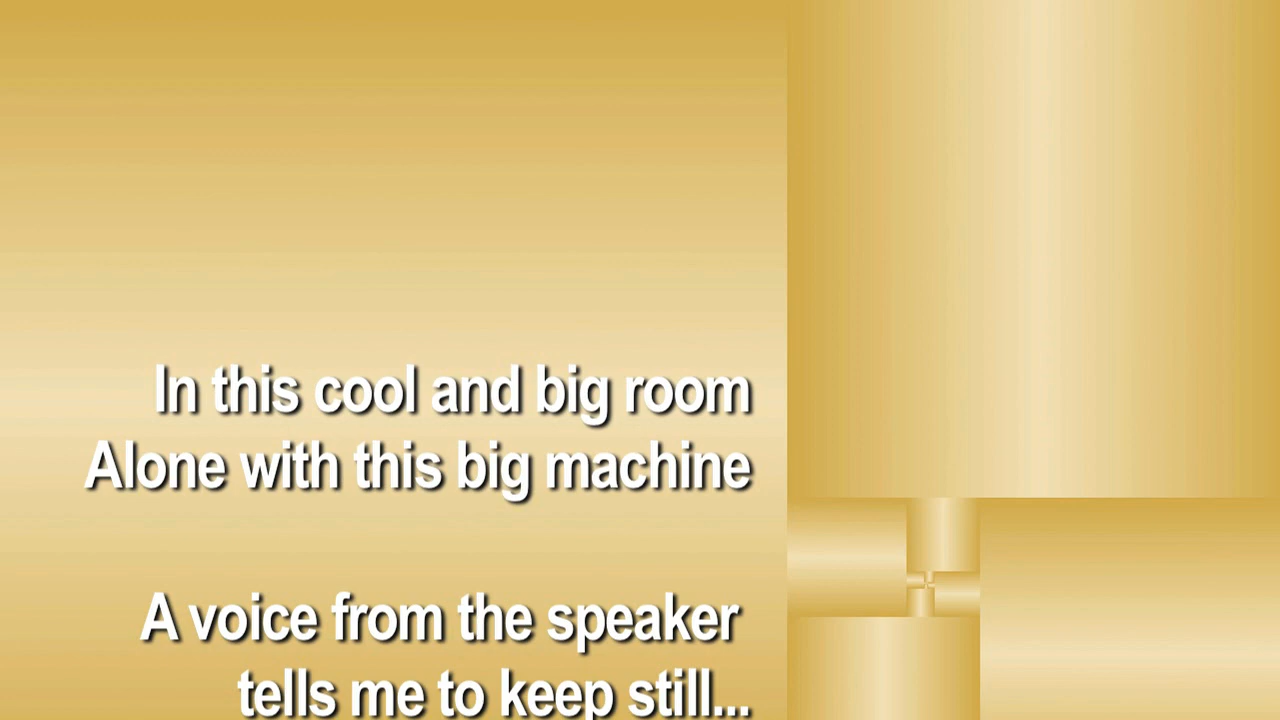 In this cool and big room
Alone with this big machine
A voice from the speaker
tells me to keep still...